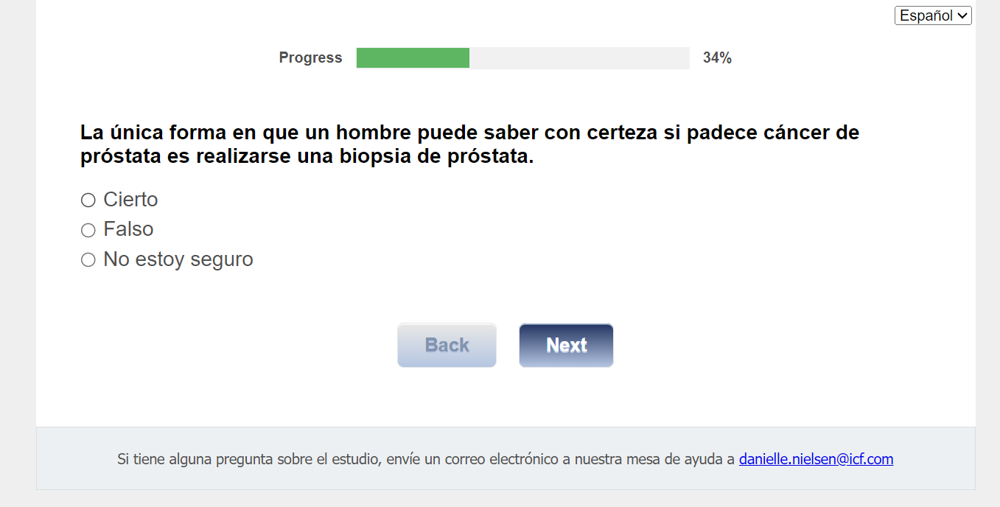 Español
Progress 34%
La única forma en que un hombre puede saber con certeza si padece cáncer de
próstata es realizarse una biopsia de próstata.
Cierto
Falso
No estoy seguro
Back Next
Si tiene alguna pregunta sobre el estudio, envíe un correo electrónico a nuestra mesa de ayuda a danielle.nielsen@icf.com